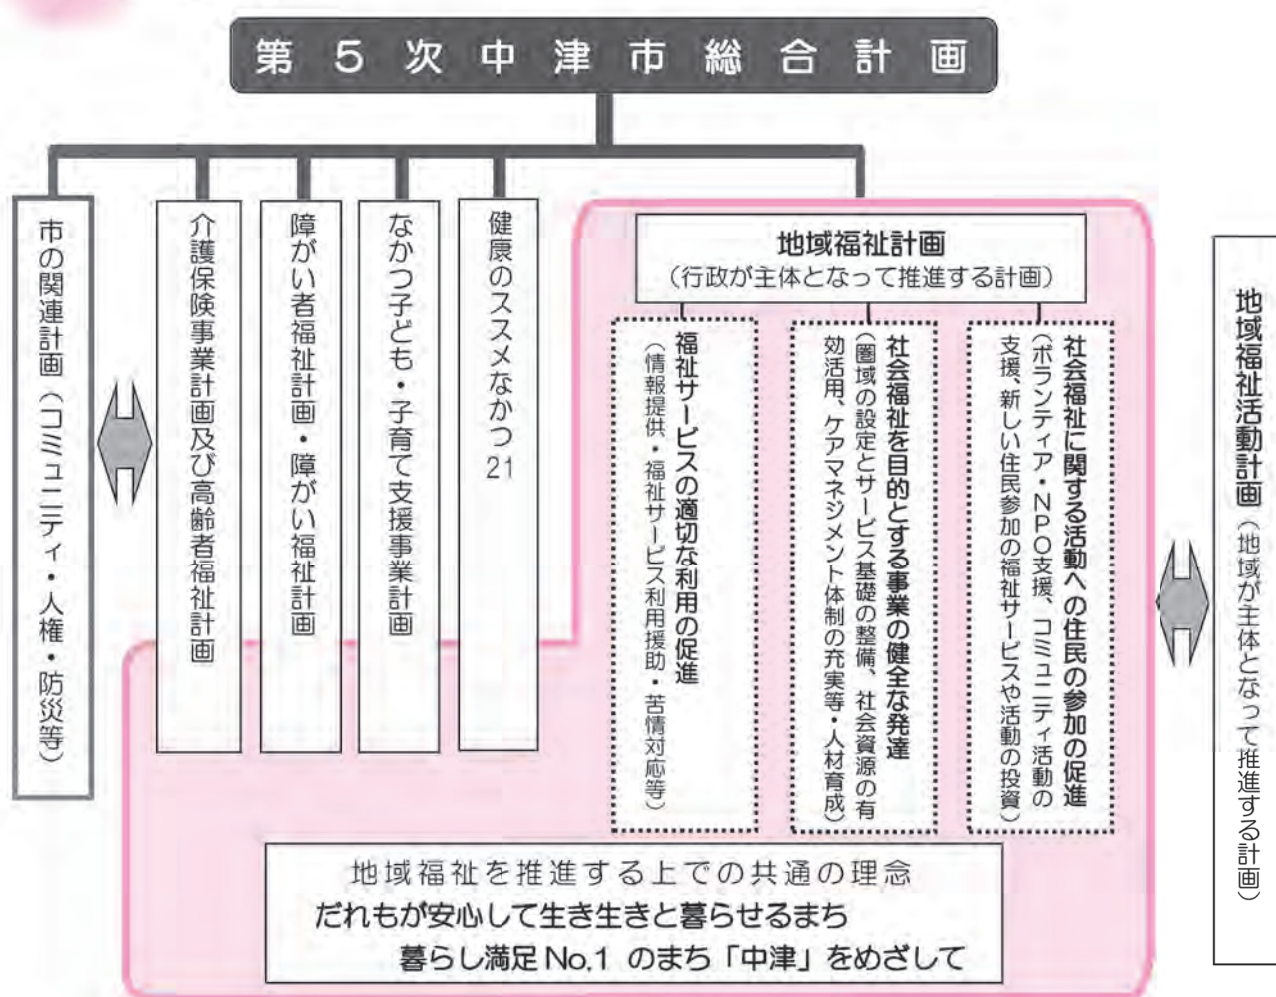 第5次中津市総合計画
市の関連計画（コミュニティ・人権・防災等）
介護保険事業計画及び高齢者福祉計画
障がい者福祉計画・障がい福祉計画
なかつ子ども・子育て支援事業計画
健康のススメなかつ21
地域福祉計画
（行政が主体となって推進する計画）
福祉サービスの適切な利用の促進
（情報提供・福祉サービス利用援助・苦情対応等）
社会福祉を目的とする事業の健全な発達
（圏域の設定とサービス基礎の整備、社会資源の有
効活用、ケアマネジメント体制の充実等・人材育成）
社会福祉に関する活動への住民の参加の促進
（ボランティア・NPO支援、コミュニティ活動の
支援、新しい住民参加の福祉サービスや活動の投資）
地域福祉活動計画（地域が主体となって推進する計画）
地域福祉を推進する上での共通の理念
だれもが安心して生き生きと暮らせるまち
暮らし満足No.1 のまち「中津」をめざして